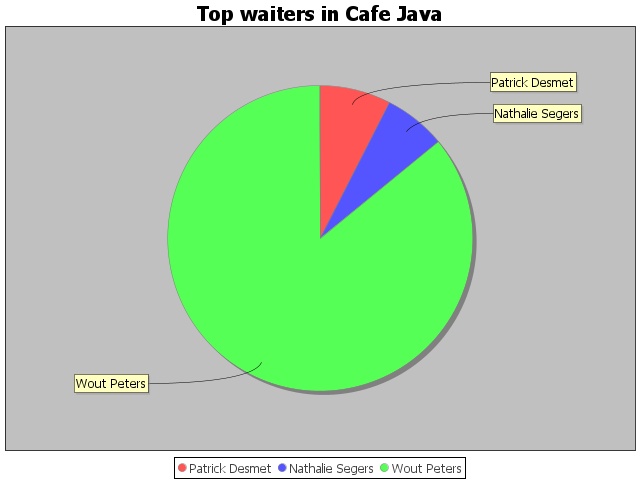 Top waiters in Cafe Java
Patrick Desmet
Nathalie Segers
Wout Peters
Patrick Desmet Nathalie Segers Wout Peters